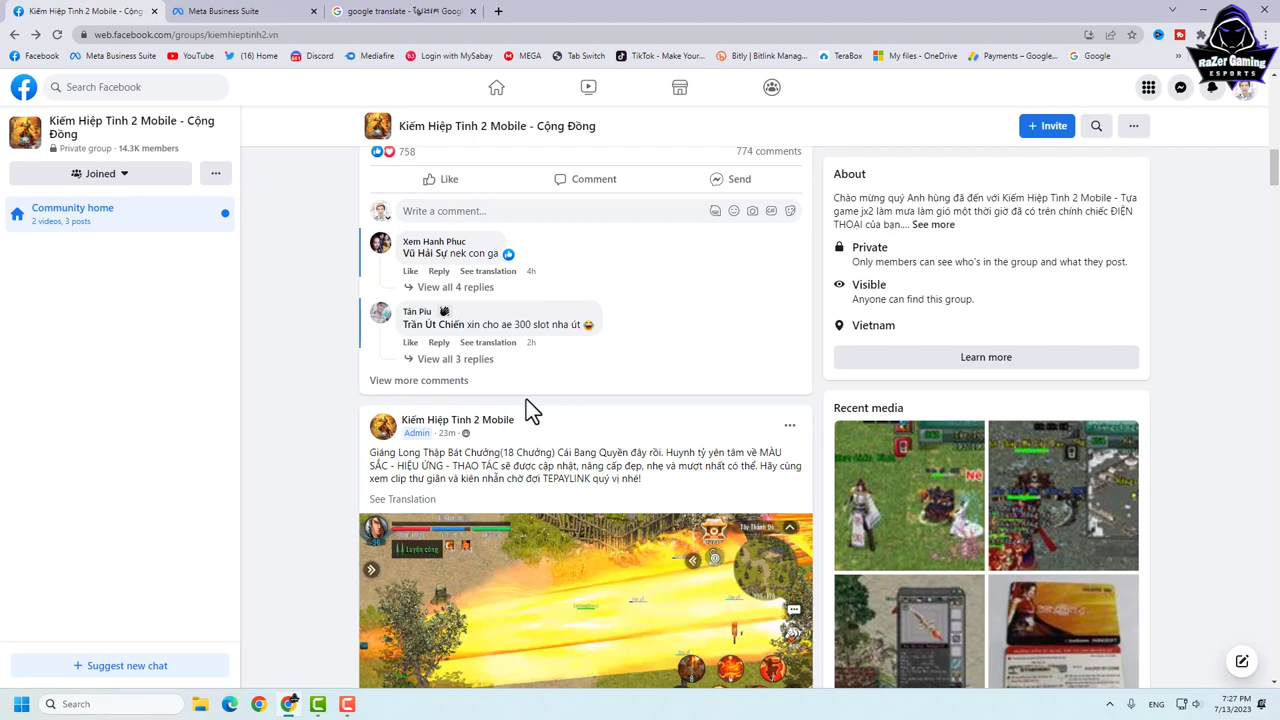 Kiếm Hiệp Tình 2 Mobile - Cộng
Meta Business Suite
google translate - Tìm trên Goog
web.facebook.com/groups/kiemhieptinh2.vn
Facebook
Business
YouTube
Home (86)
Discord
Mediafire
Login with MySamby
MEGA
Tab Switch
TikTok - Make Your...
Bitly | Bitlink Manag...
TeraBox
My files - OneDrive
Payments – Google...
Google
RaZer Gaming
ESPORTS
Search Facebook
Kiếm Hiệp Tình 2 Mobile - Cộng
Đồng
Private group · 14.3K members
Joined
Community home
2 videos, 3 posts
Suggest new chat
Kiếm Hiệp Tình 2 Mobile - Cộng Đồng
+ Invite
758
774 comments
Like
Comment
Send
Write a comment...
Xem Hanh Phuc
Vũ Hải Sự nek con ga
Like Reply See translation 4h
View all 4 replies
Tân Piu
Trần Út Chiến xin cho ae 300 slot nha út
Like Reply See translation 2h
View all 3 replies
View more comments
Kiếm Hiệp Tình 2 Mobile
Admin · 23m ·
Giáng Long Thập Bát Chưởng(18 Chưởng) Cái Bang Quyền đây rồi. Huynh tỷ yên tâm về MÀU
SẮC - HIỆU ỨNG - THAO TÁC sẽ được cập nhật, nâng cấp đẹp, nhẹ và mượt nhất có thể. Hãy cùng
xem clip thư giãn và kiên nhẫn chờ đợi TEPAYLINK quý vị nhé!
See Translation
Luyện công
About
Chào mừng quý Anh hùng đã đến với Kiếm Hiệp Tình 2 Mobile - Tựa
game jx2 làm mưa làm gió một thời giờ đã có trên chính chiếc ĐIỆN
THOẠI của bạn.... See more
Private
Only members can see who's in the group and what they post.
Visible
Anyone can find this group.
Vietnam
Learn more
Recent media
Search
ENG
7:27 PM
7/13/2023